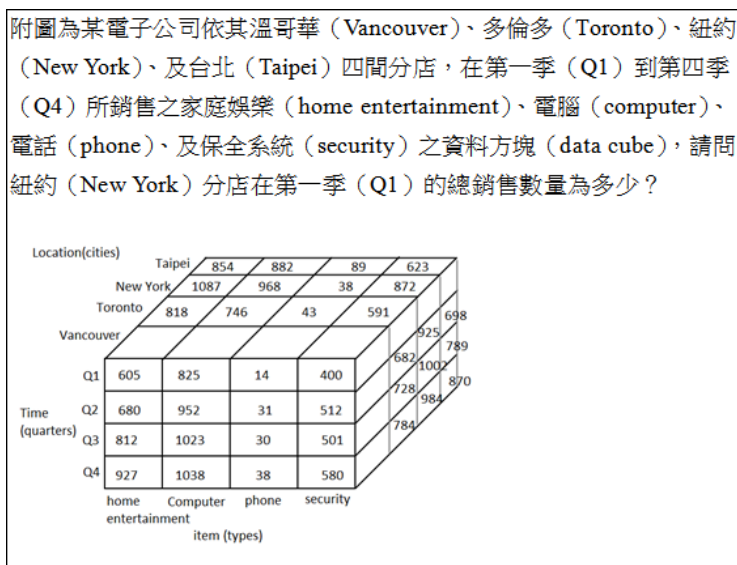 附圖為某電子公司依其溫哥華（Vancouver）、多倫多（Toronto）、紐約
（New York）、及台北（Taipei）四間分店，在第一季（Q1）到第四季
（Q4）所銷售之家庭娛樂（home entertainment）、電腦（computer）、
電話（phone）、及保全系統（security）之資料方塊（data cube），請問
紐約（New York）分店在第一季（Q1）的總銷售數量為多少？
Location(cities)
Taipei 854 882 89 623
New York 1087 968 38 872
Toronto 818 746 43 591
Vancouver
698
925
789
682
1002
870
728
984
784
Q1 605 825 14 400
Q2 680 952 31 512
Time
(quarters)
Q3 812 1023 30 501
Q4 927 1038 38 580
home Computer phone security
entertainment
item (types)